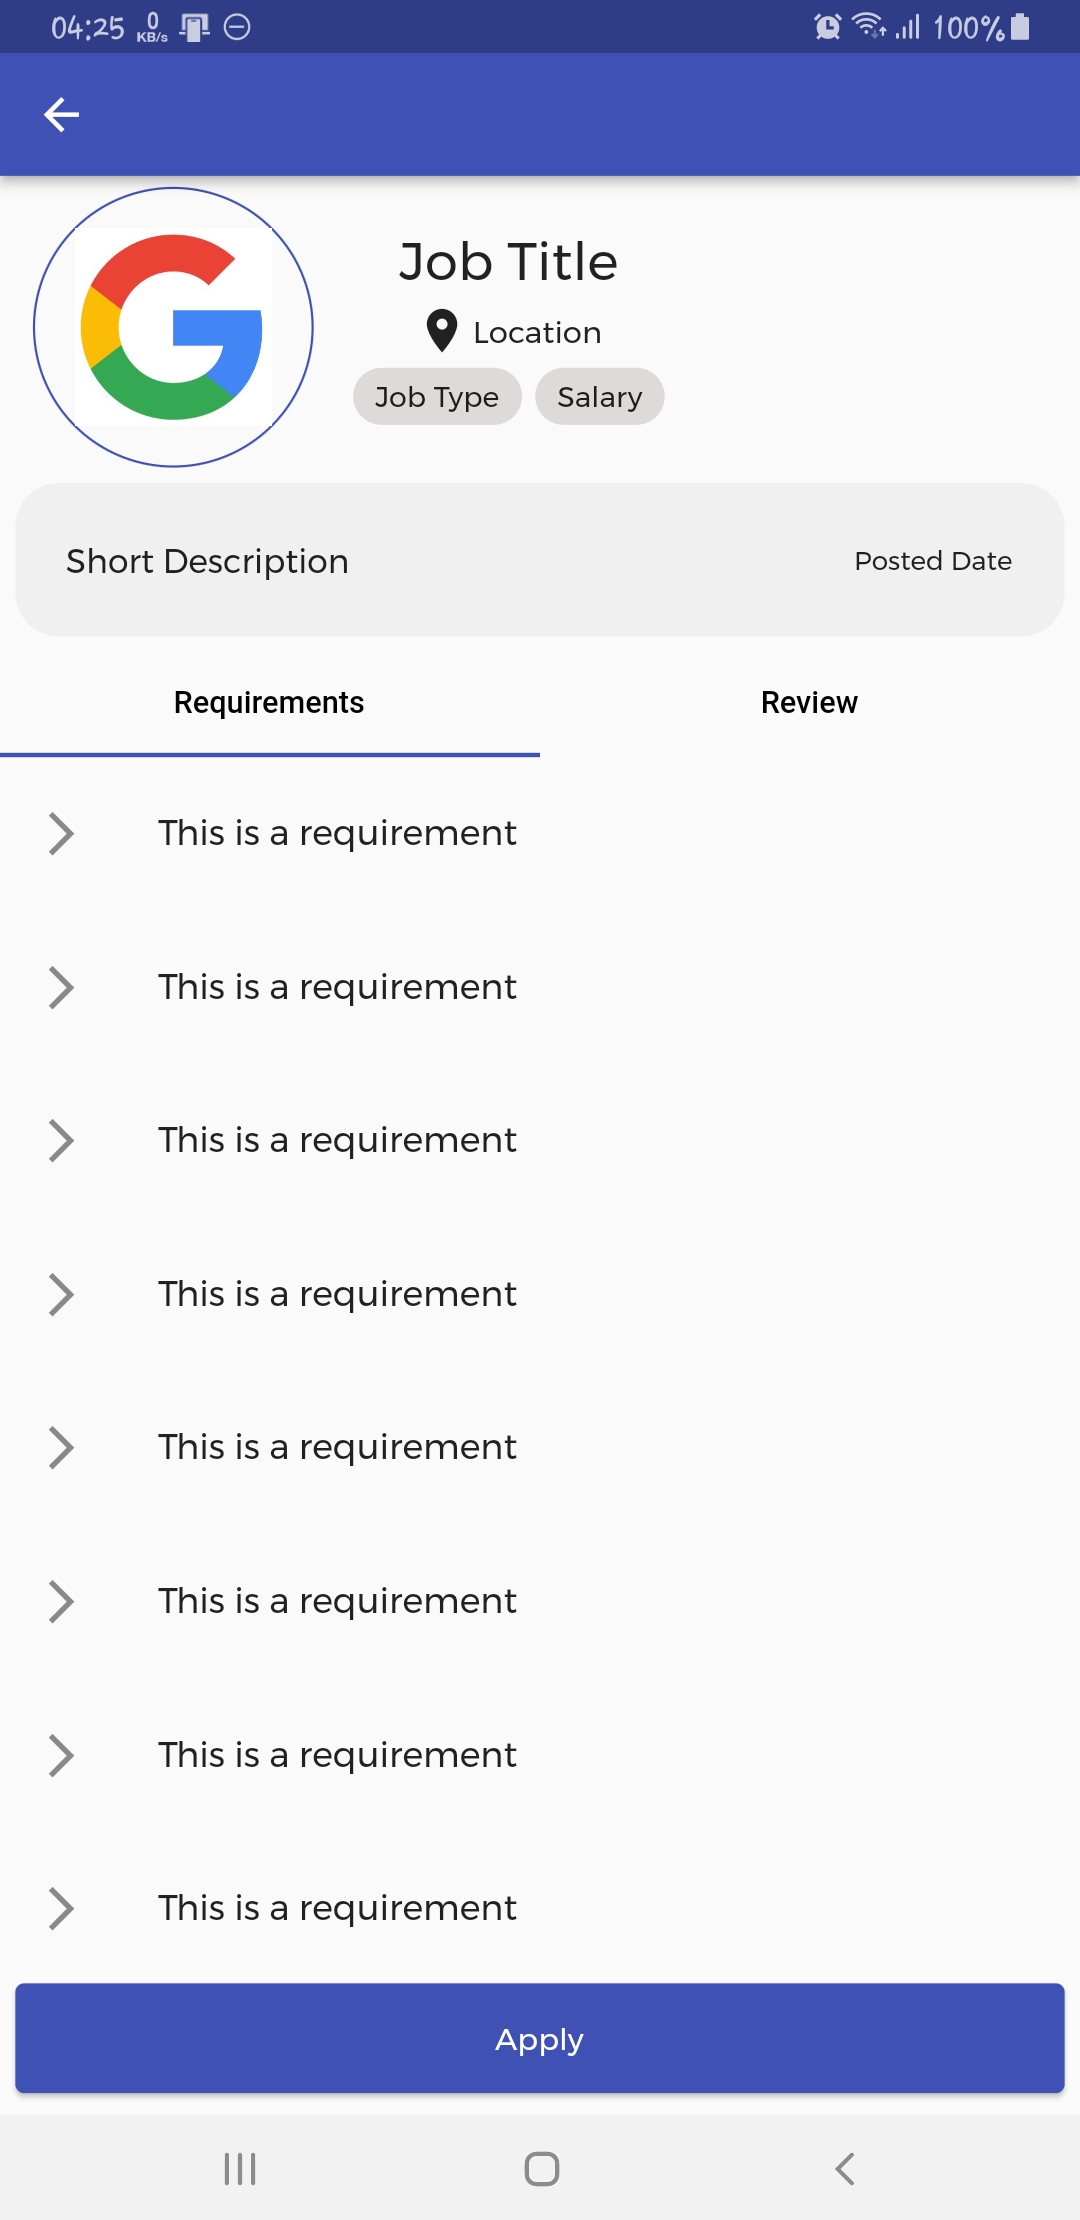 04:25 0 KB/s 100%
Job Title
Location
Job Type Salary
Short Description Posted Date
Requirements Review
This is a requirement
This is a requirement
This is a requirement
This is a requirement
This is a requirement
This is a requirement
This is a requirement
This is a requirement
Apply